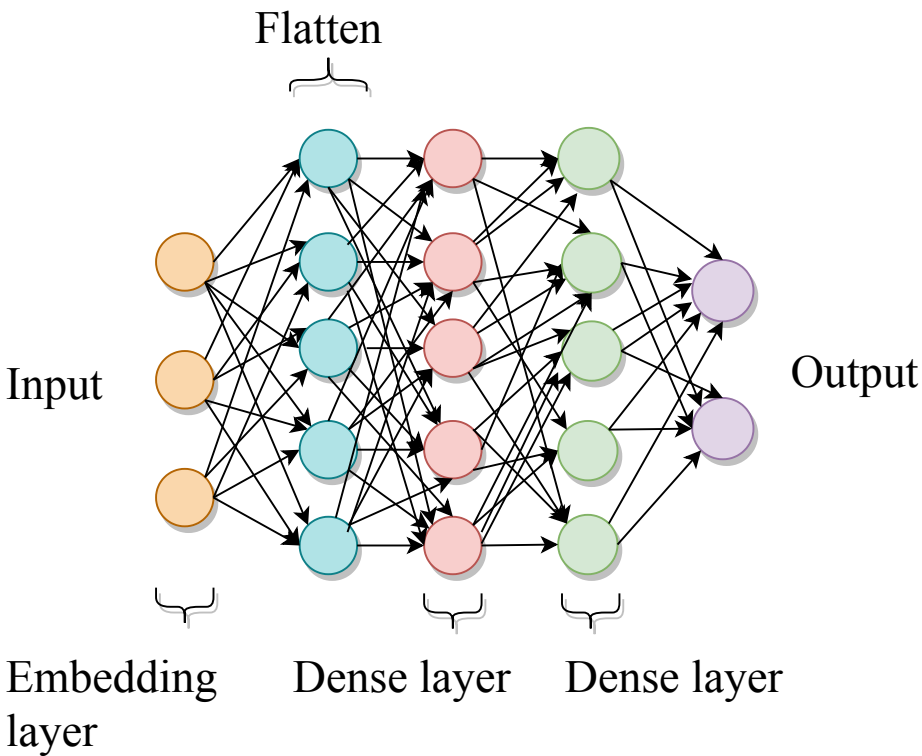 Flatten
Input
Output
Embedding
layer
Dense layer
Dense layer